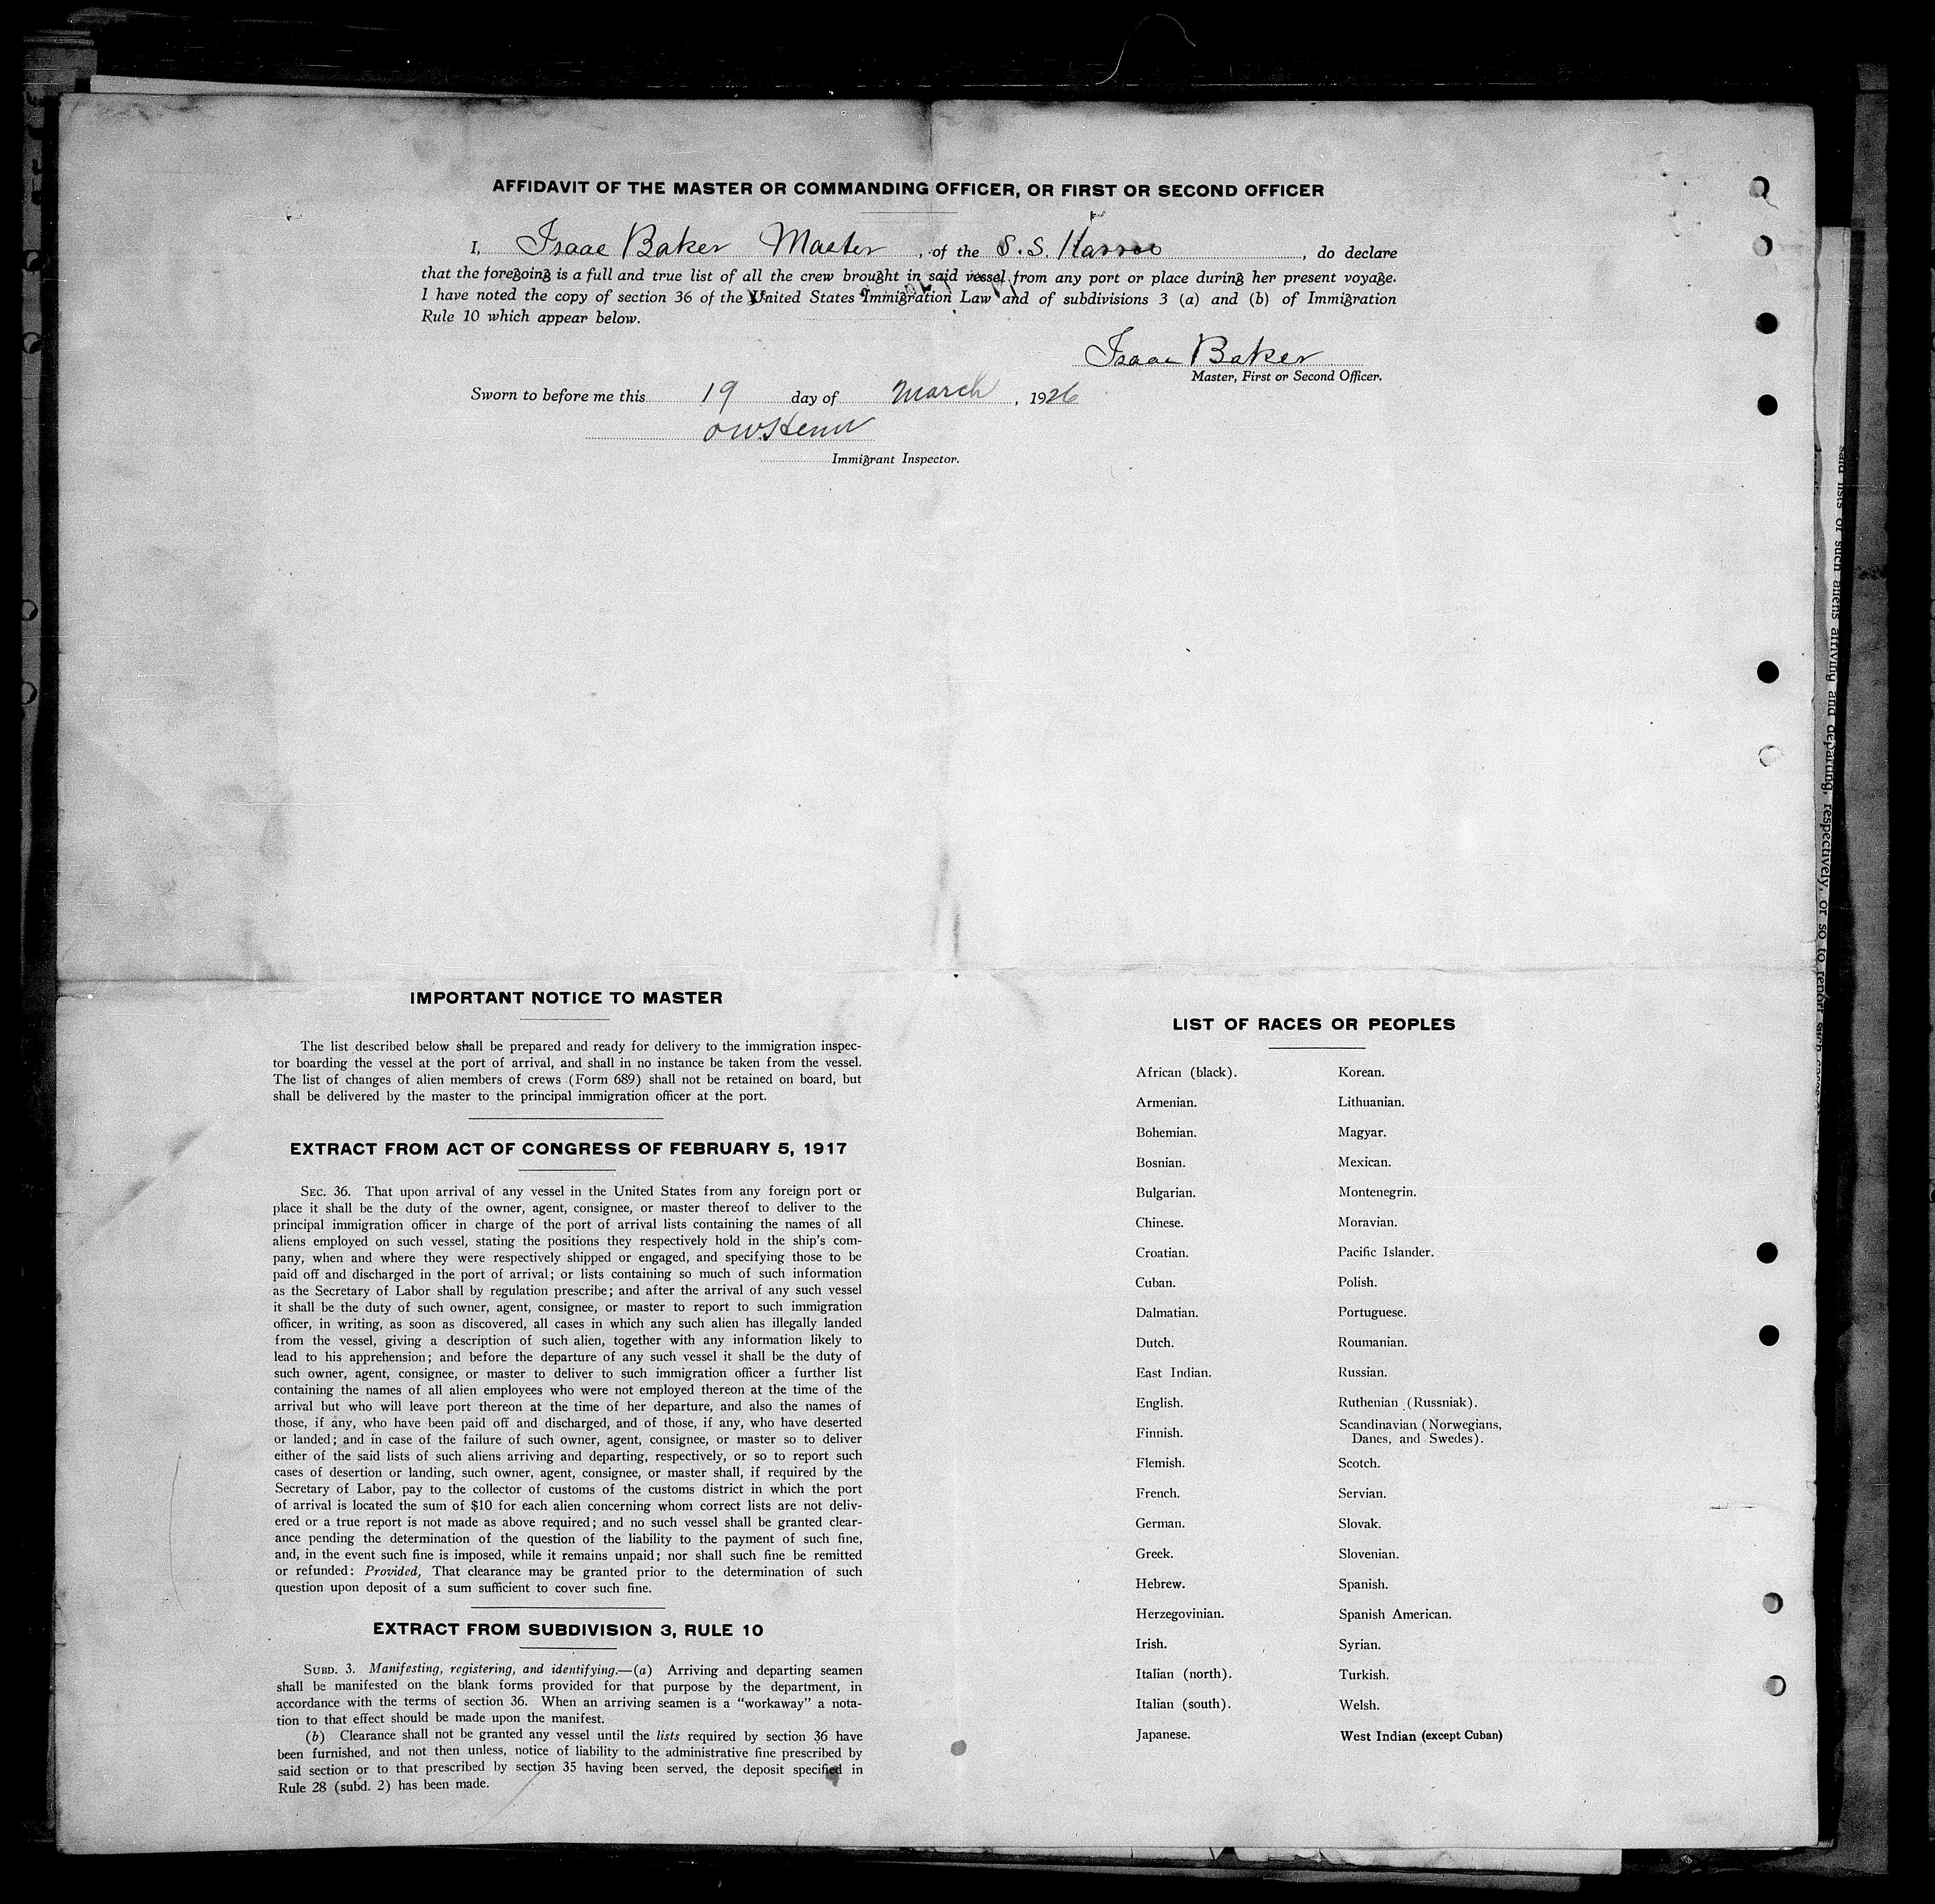 AFFIDAVIT OF THE MASTER OR COMMANDING OFFICER, OR FIRST OR SECOND OFFICER
I, Isaac Baker Master, of the S.S. , do declare
that the foregoing is a full and true list of all the crew brought in said vessel from any port or place during her present voyage.
I have noted the copy of section 36 of the United States Immigration Law and of subdivisions 3 (a) and (b) of Immigration
Rule 10 which appear below.
Isaac Baker
Master, First or Second Officer.
Sworn to before me this 19 day of March, 1926
Immigrant Inspector.
IMPORTANT NOTICE TO MASTER
The list described below shall be prepared and ready for delivery to the immigration inspec-
tor boarding the vessel at the port of arrival, and shall in no instance be taken from the vessel.
The list of changes of alien members of crews (Form 689) shall not be retained on board, but
shall be delivered by the master to the principal immigration officer at the port.
EXTRACT FROM ACT OF CONGRESS OF FEBRUARY 5, 1917
SEC. 36. That upon arrival of any vessel in the United States from any foreign port or
place it shall be the duty of the owner, agent, consignee, or master thereof to deliver to the
principal immigration officer in charge of the port of arrival lists containing the names of all
aliens employed on such vessel, stating the positions they respectively hold in the ship's com-
pany, when and where they were respectively shipped or engaged, and specifying those to be
paid off and discharged in the port of arrival; or lists containing so much of such information
as the Secretary of Labor shall by regulation prescribe; and after the arrival of any such vessel
it shall be the duty of such owner, agent, consignee, or master to report to such immigration
officer, in writing, as soon as discovered, all cases in which any such alien has illegally landed
from the vessel, giving a description of such alien, together with any information likely to
lead to his apprehension; and before the departure of any such vessel it shall be the duty of
such owner, agent, consignee, or master to deliver to such immigration officer a further list
containing the names of all alien employees who were not employed thereon at the time of the
arrival but who will leave port thereon at the time of her departure, and also the names of
those, if any, who have been paid off and discharged, and of those, if any, who have deserted
or landed; and in case of the failure of such owner, agent, consignee, or master so to deliver
either of the said lists of such aliens arriving and departing, respectively, or so to report such
cases of desertion or landing, such owner, agent, consignee, or master shall, if required by the
Secretary of Labor, pay to the collector of customs of the customs district in which the port
of arrival is located the sum of $10 for each alien concerning whom correct lists are not deliv-
ered or a true report is not made as above required; and no such vessel shall be granted clear-
ance pending the determination of the question of the liability to the payment of such fine,
and, in the event such fine is imposed, while it remains unpaid; nor shall such fine be remitted
or refunded: Provided, That clearance may be granted prior to the determination of such
question upon deposit of a sum sufficient to cover such fine.
EXTRACT FROM SUBDIVISION 3, RULE 10
SUBD. 3. Manifesting, registering, and identifying.—(a) Arriving and departing seamen
shall be manifested on the blank forms provided for that purpose by the department, in
accordance with the terms of section 36. When an arriving seamen is a "workaway" a nota-
tion to that effect should be made upon the manifest.
(b) Clearance shall not be granted any vessel until the lists required by section 36 have
been furnished, and not then unless, notice of liability to the administrative fine prescribed by
said section or to that prescribed by section 35 having been served, the deposit specified in
Rule 28 (subd. 2) has been made.
LIST OF RACES OR PEOPLES
African (black). Korean.
Armenian. Lithuanian.
Bohemian. Magyar.
Bosnian. Mexican.
Bulgarian. Montenegrin.
Chinese. Moravian.
Croatian. Pacific Islander.
Cuban. Polish.
Dalmatian. Portuguese.
Dutch. Roumanian.
East Indian. Russian.
English. Ruthenian (Russniak).
Finnish. Scandinavian (Norwegians,
Danes, and Swedes).
Flemish. Scotch.
French. Servian.
German. Slovak.
Greek. Slovenian.
Hebrew. Spanish.
Herzegovinian. Spanish American.
Irish. Syrian.
Italian (north). Turkish.
Italian (south). Welsh.
Japanese. West Indian (except Cuban)
said lists of such aliens arriving and departing, respectively, or so to report such